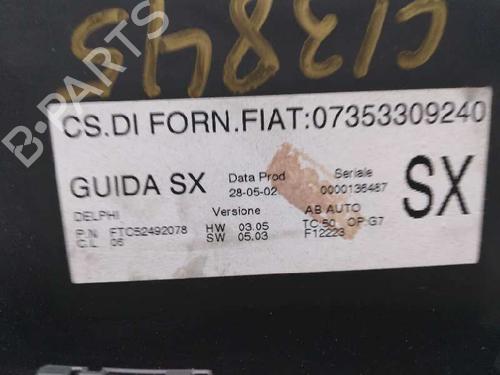 C1384S
B-PARTS
CS.DI FORN.FIAT:07353309240
GUIDA SX
Data Prod
28-05-02
Seriale
0000136487
SX
DELPHI
P.N FTC52492078
C.L 06
Versione
HW 03.05
SW 05.03
AB AUTO
TC.50 OP.G7
F12223